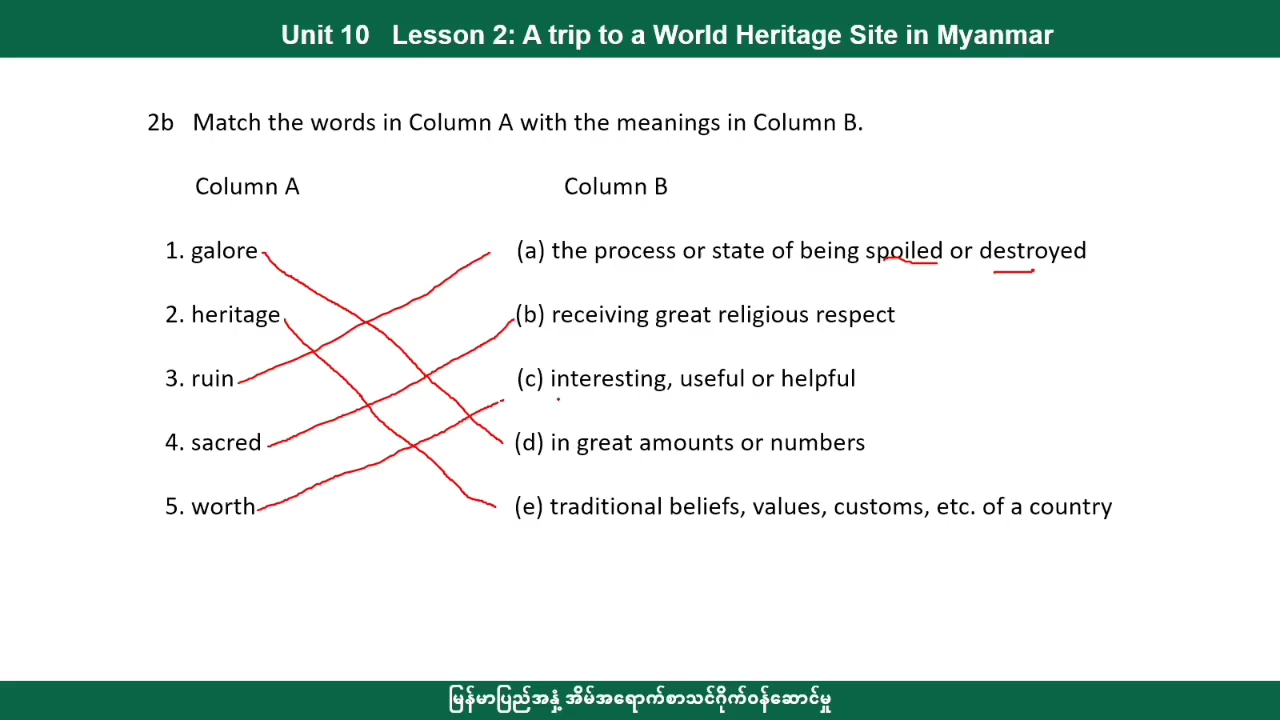 Unit 10 Lesson 2: A trip to a World Heritage Site in Myanmar
2b Match the words in Column A with the meanings in Column B.
Column A Column B
1. galore (a) the process or state of being spoiled or destroyed
2. heritage (b) receiving great religious respect
3. ruin (c) interesting, useful or helpful
4. sacred (d) in great amounts or numbers
5. worth (e) traditional beliefs, values, customs, etc. of a country
မြန်မာပြည်အနှံ့ အိမ်အရောက်စာသင်ဂိုက်ဝန်ဆောင်မှု